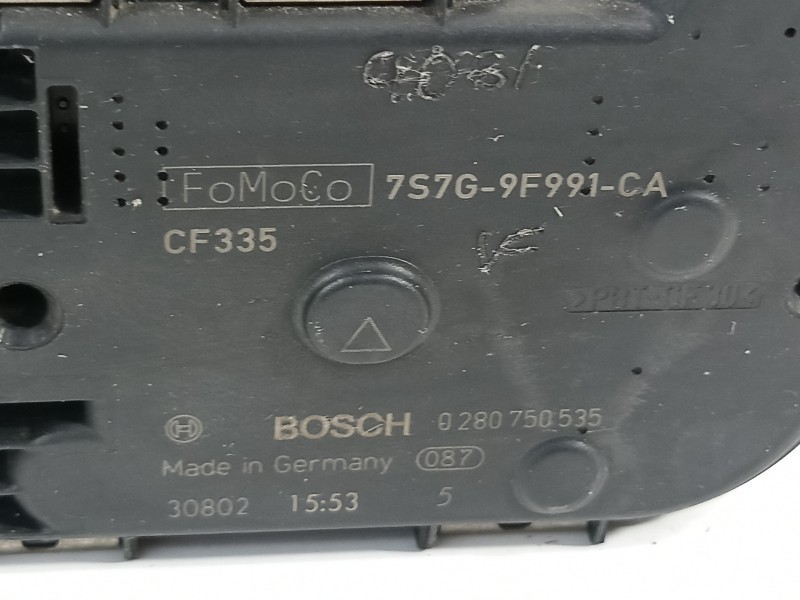 FoMoCo 7S7G-9F991-CA
CF335
BOSCH 0 280 750 535
Made in Germany 087
30802 15:53 5